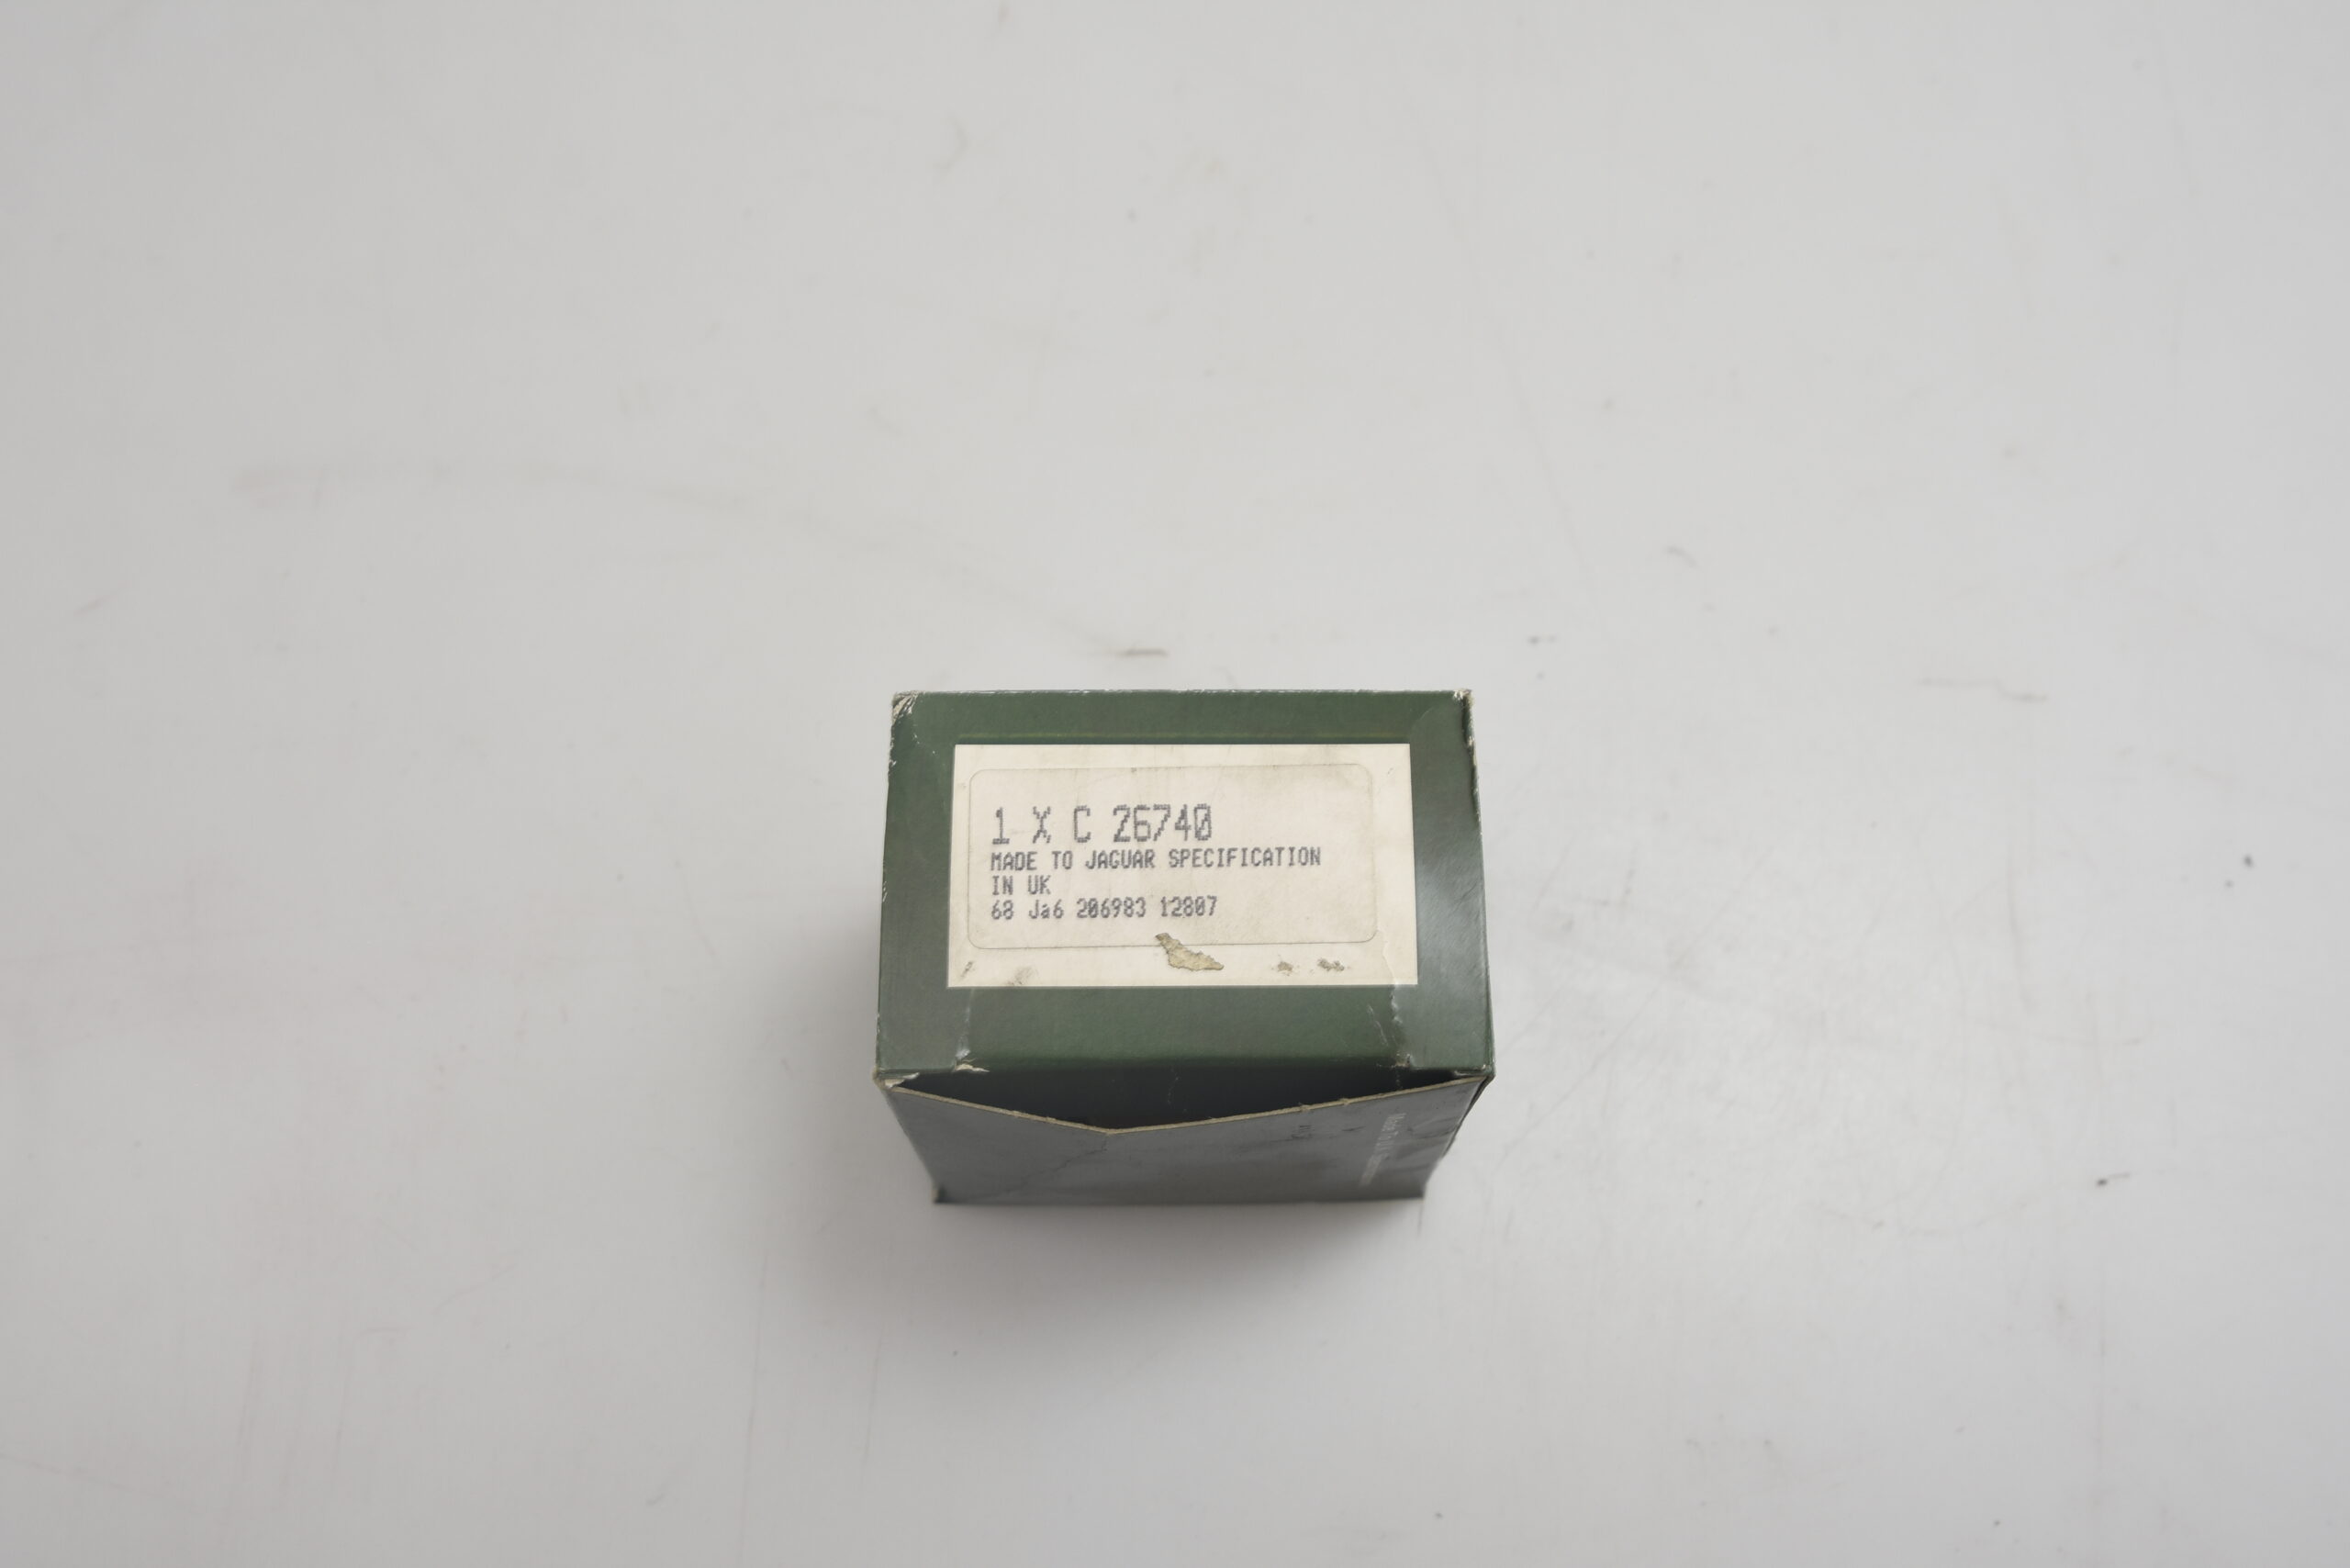 1 X C 26740
MADE TO JAGUAR SPECIFICATION
IN UK
68 Ja6 206983 12807